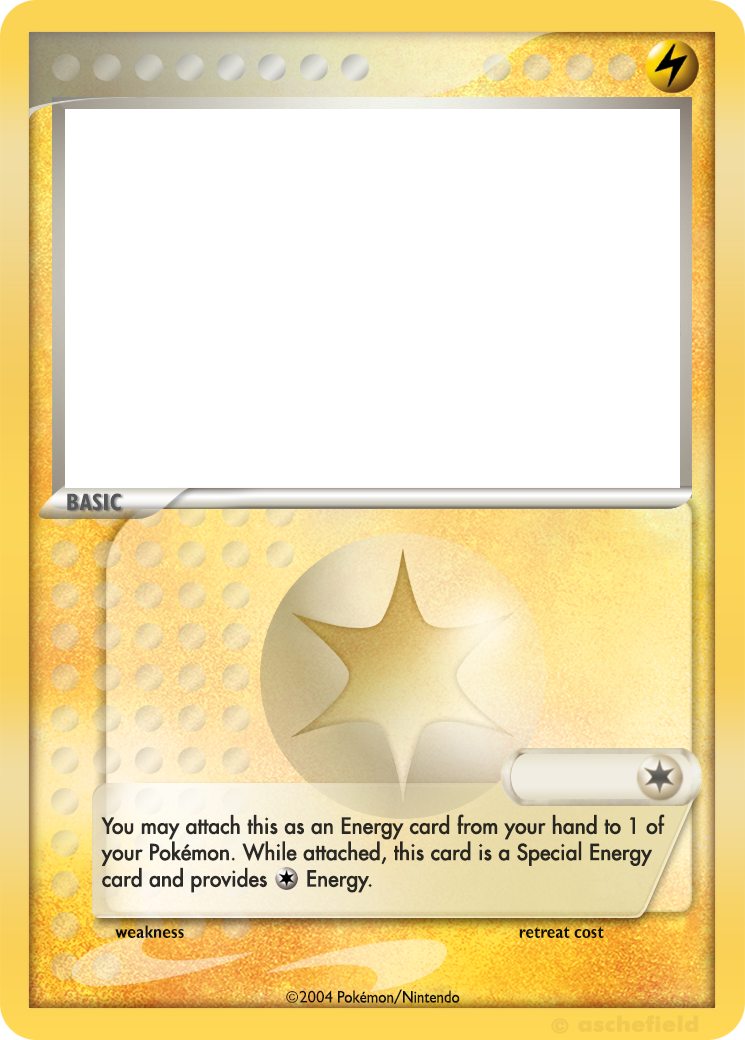 BASIC
You may attach this as an Energy card from your hand to 1 of
your Pokémon. While attached, this card is a Special Energy
card and provides Energy.
weakness retreat cost
©2004 Pokémon/Nintendo
© aschefield